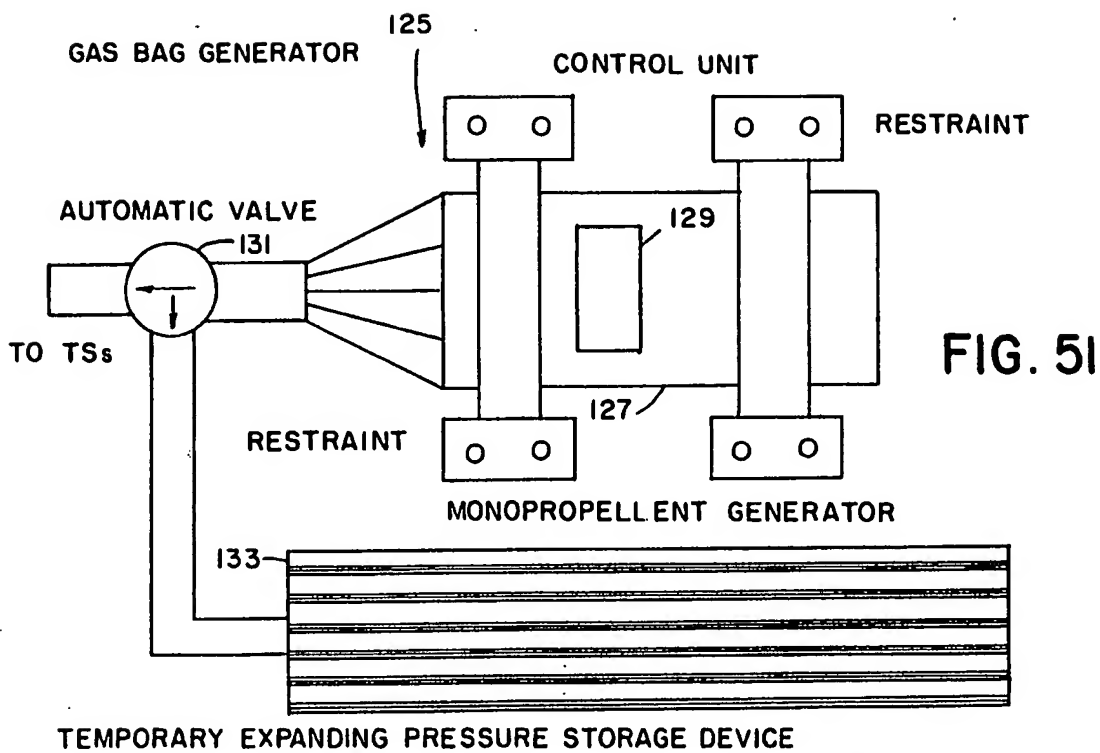 125
GAS BAG GENERATOR
CONTROL UNIT
RESTRAINT
AUTOMATIC VALVE
131
129
TO TSs
FIG. 51
127
RESTRAINT
MONOPROPELLENT GENERATOR
133
TEMPORARY EXPANDING PRESSURE STORAGE DEVICE